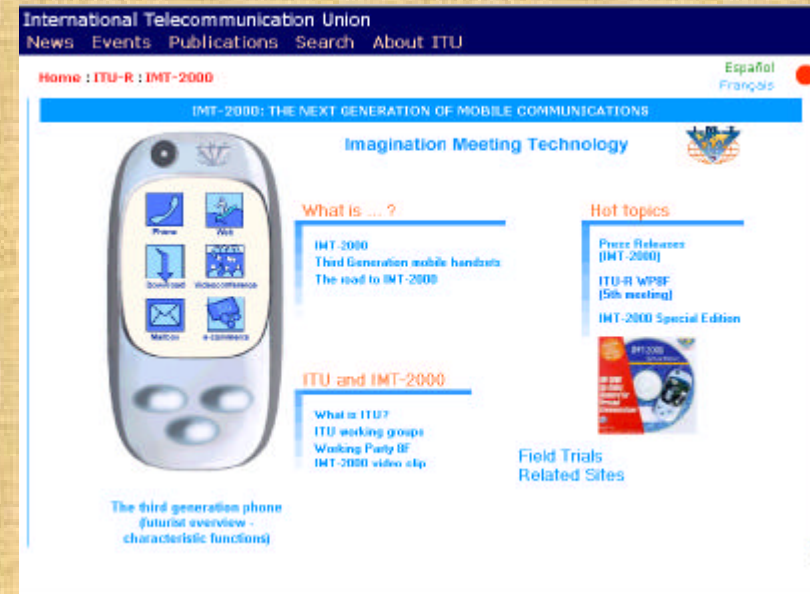 International Telecommunication Union
News Events Publications Search About ITU
Home : ITU-R : IMT-2000
Español
Français
IMT-2000: THE NEXT GENERATION OF MOBILE COMMUNICATIONS
Imagination Meeting Technology
Phone Web
Download Videoconference
Mailbox e-commerce
The third generation phone
(futurist overview -
characteristic functions)
What is ... ?
IMT-2000
Third Generation mobile handsets
The road to IMT-2000
ITU and IMT-2000
What is ITU?
ITU working groups
Working Party 8F
IMT-2000 video clip
Hot topics
Press Releases
(IMT-2000)
ITU-R WP8F
(5th meeting)
IMT-2000 Special Edition
IMT-2000
Field Trials
Related Sites